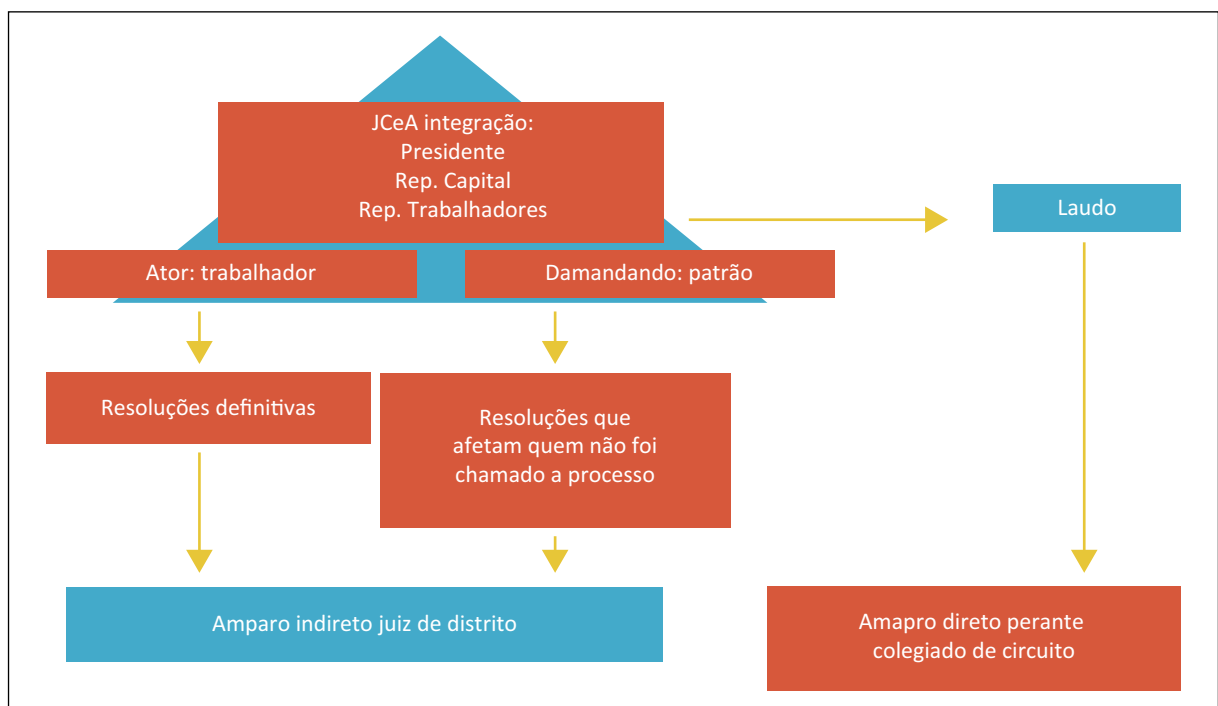 JCeA integração:
Presidente
Rep. Capital
Rep. Trabalhadores
Laudo
Ator: trabalhador
Damandando: patrão
Resoluções definitivas
Resoluções que
afetam quem não foi
chamado a processo
Amparo indireto juiz de distrito
Amapro direto perante
colegiado de circuito